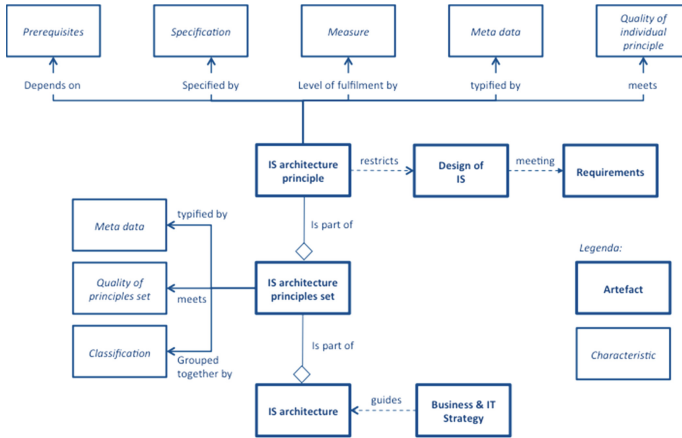 Prerequisites
Specification
Measure
Meta data
Quality of
individual
principle
Depends on
Specified by
Level of fulfilment by
typified by
meets
IS architecture
principle
restricts
Design of
IS
meeting
Requirements
Is part of
Meta data
typified by
Quality of
principles set
meets
Classification
Grouped
together by
IS architecture
principles set
Is part of
IS architecture
guides
Business & IT
Strategy
Legenda:
Artefact
Characteristic